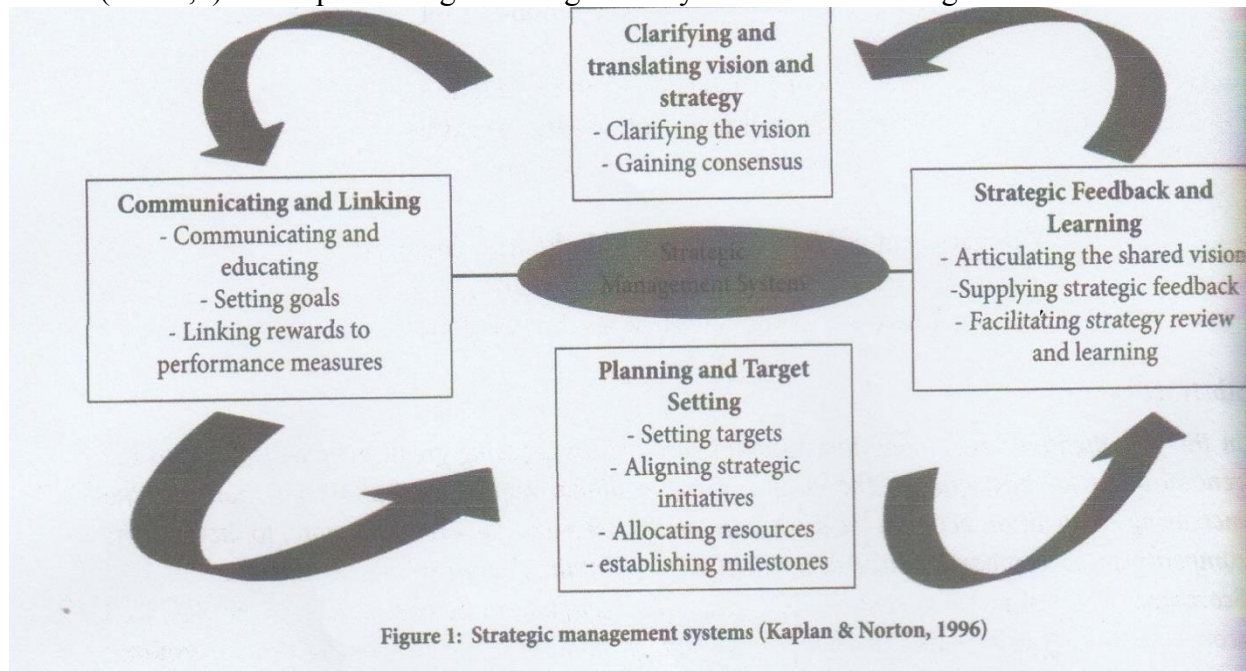 Clarifying and
translating vision and
strategy
- Clarifying the vision
- Gaining consensus
Communicating and Linking
- Communicating and
educating
- Setting goals
- Linking rewards to
performance measures
Strategic
Management System
Strategic Feedback and
Learning
- Articulating the shared vision
-Supplying strategic feedback
- Facilitating strategy review
and learning
Planning and Target
Setting
- Setting targets
- Aligning strategic
initiatives
- Allocating resources
- establishing milestones
Figure 1: Strategic management systems (Kaplan & Norton, 1996)